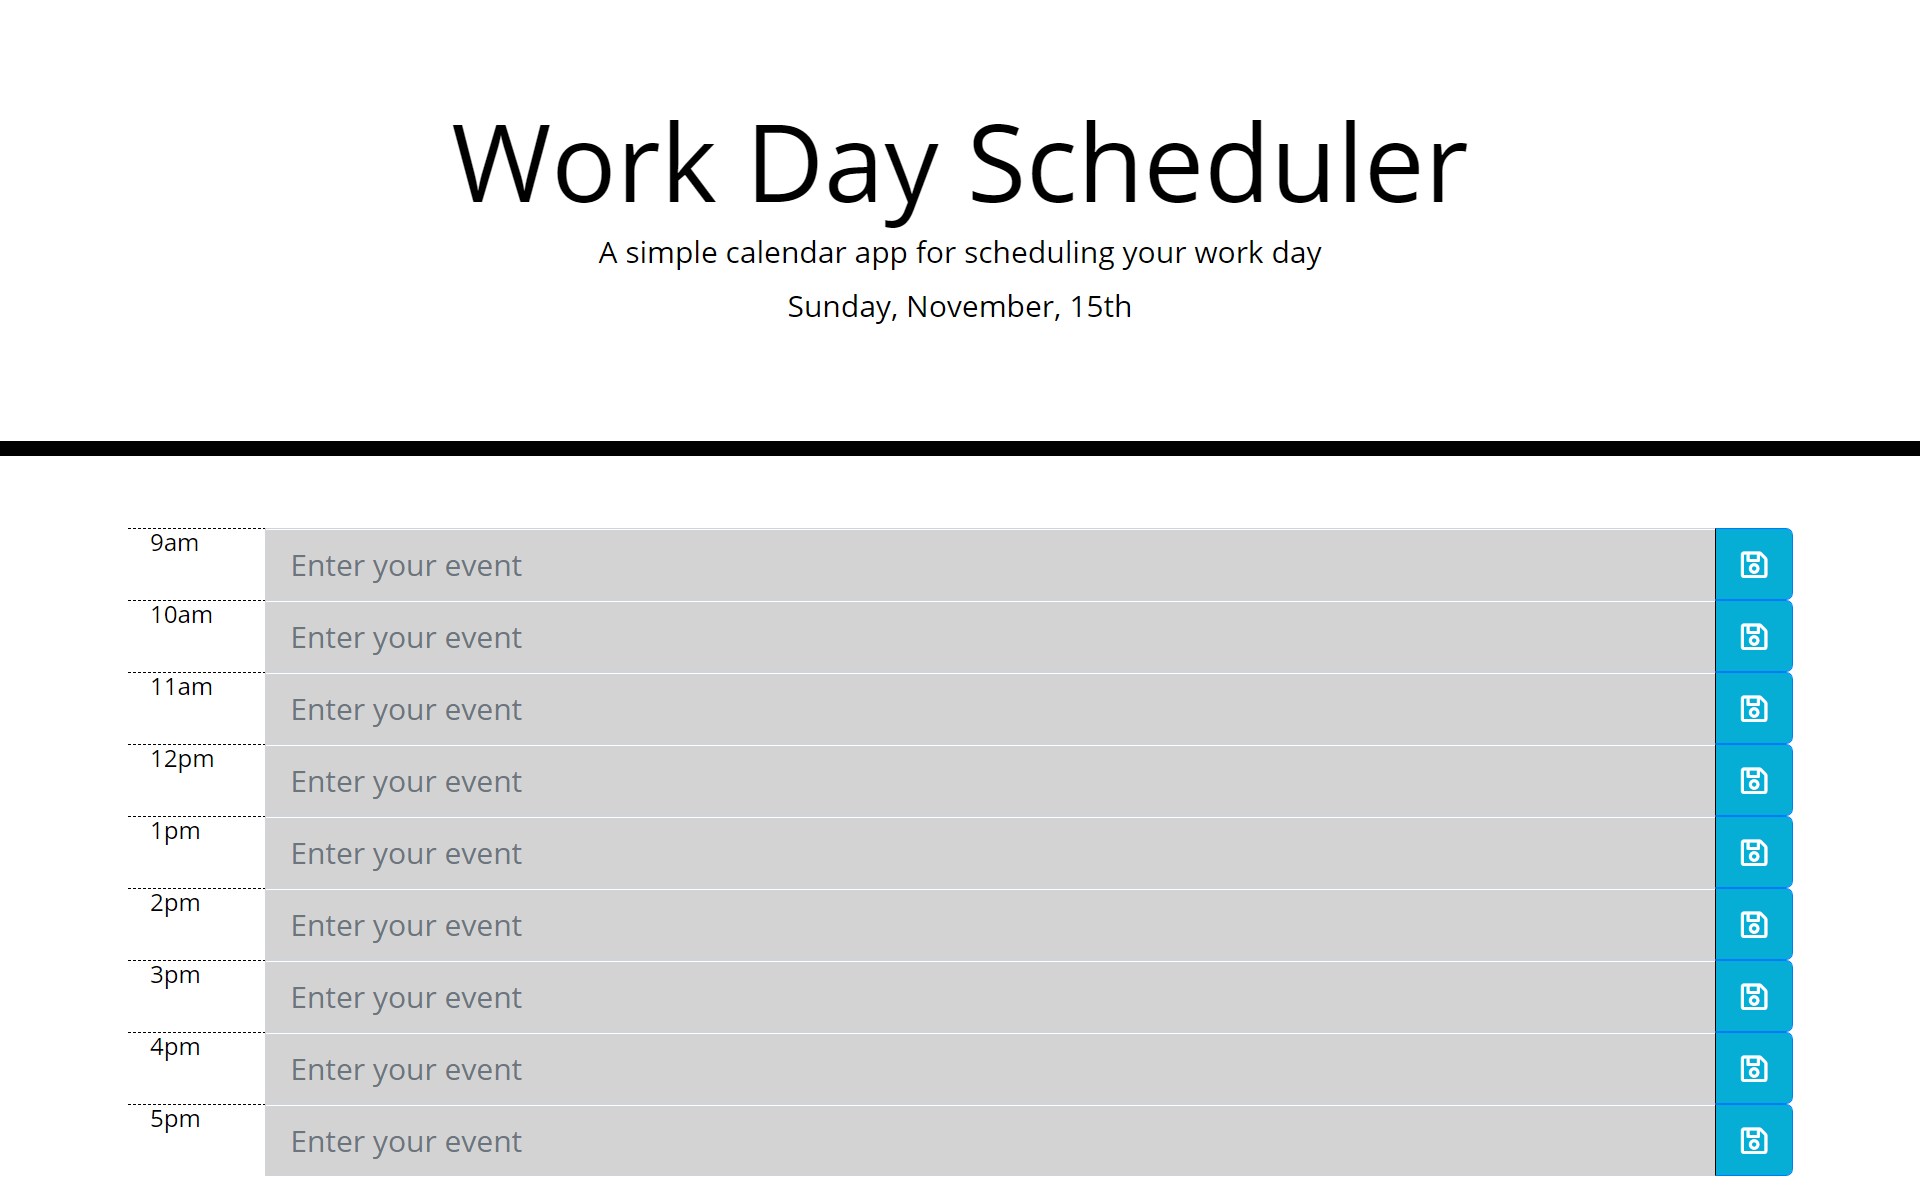 Work Day Scheduler
A simple calendar app for scheduling your work day
Sunday, November, 15th
9am
Enter your event
10am
Enter your event
11am
Enter your event
12pm
Enter your event
1pm
Enter your event
2pm
Enter your event
3pm
Enter your event
4pm
Enter your event
5pm
Enter your event